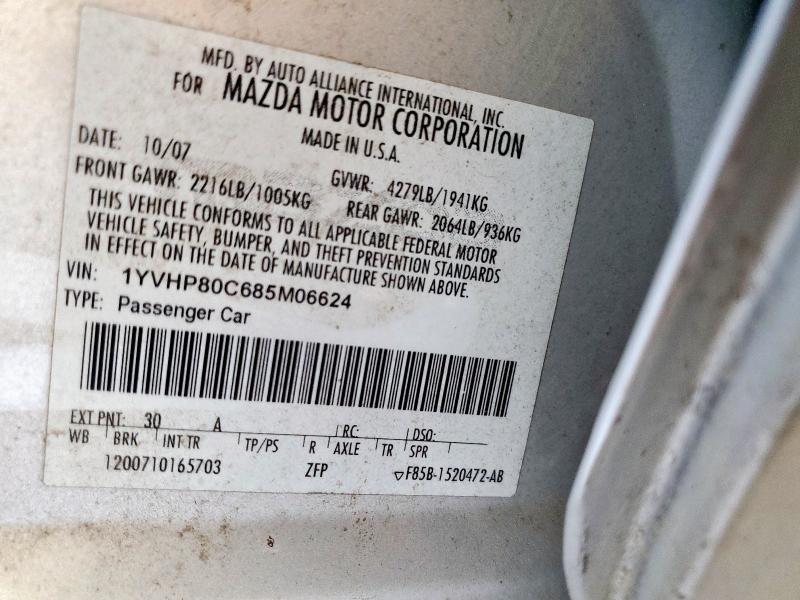 MFD. BY AUTO ALLIANCE INTERNATIONAL, INC.
FOR MAZDA MOTOR CORPORATION
MADE IN U.S.A.
DATE: 10/07
GVWR: 4279LB/1941KG
FRONT GAWR: 2216LB/1005KG REAR GAWR: 2064LB/936KG
THIS VEHICLE CONFORMS TO ALL APPLICABLE FEDERAL MOTOR
VEHICLE SAFETY, BUMPER, AND THEFT PREVENTION STANDARDS
IN EFFECT ON THE DATE OF MANUFACTURE SHOWN ABOVE.
VIN: 1YVHP80C685M06624
TYPE: Passenger Car
EXT PNT: 30 A RC: DSO:
WB BRK INT TR TP/PS R AXLE TR SPR
1200710165703 ZFP ▽F85B-1520472-AB